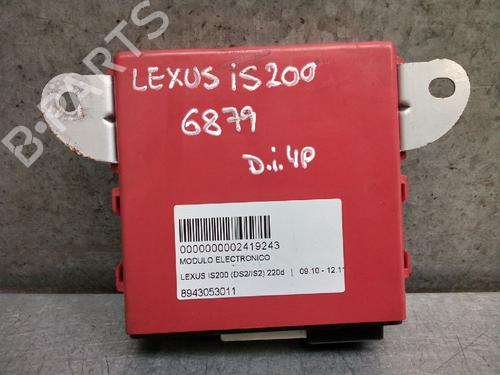 B-PARTS
LEXUS iS200
6879
D.i.4P
0000000002419243
MODULO ELECTRONICO
LEXUS IS200 (DS2/IS2) 220d | 09.10 - 12.11
8943053011